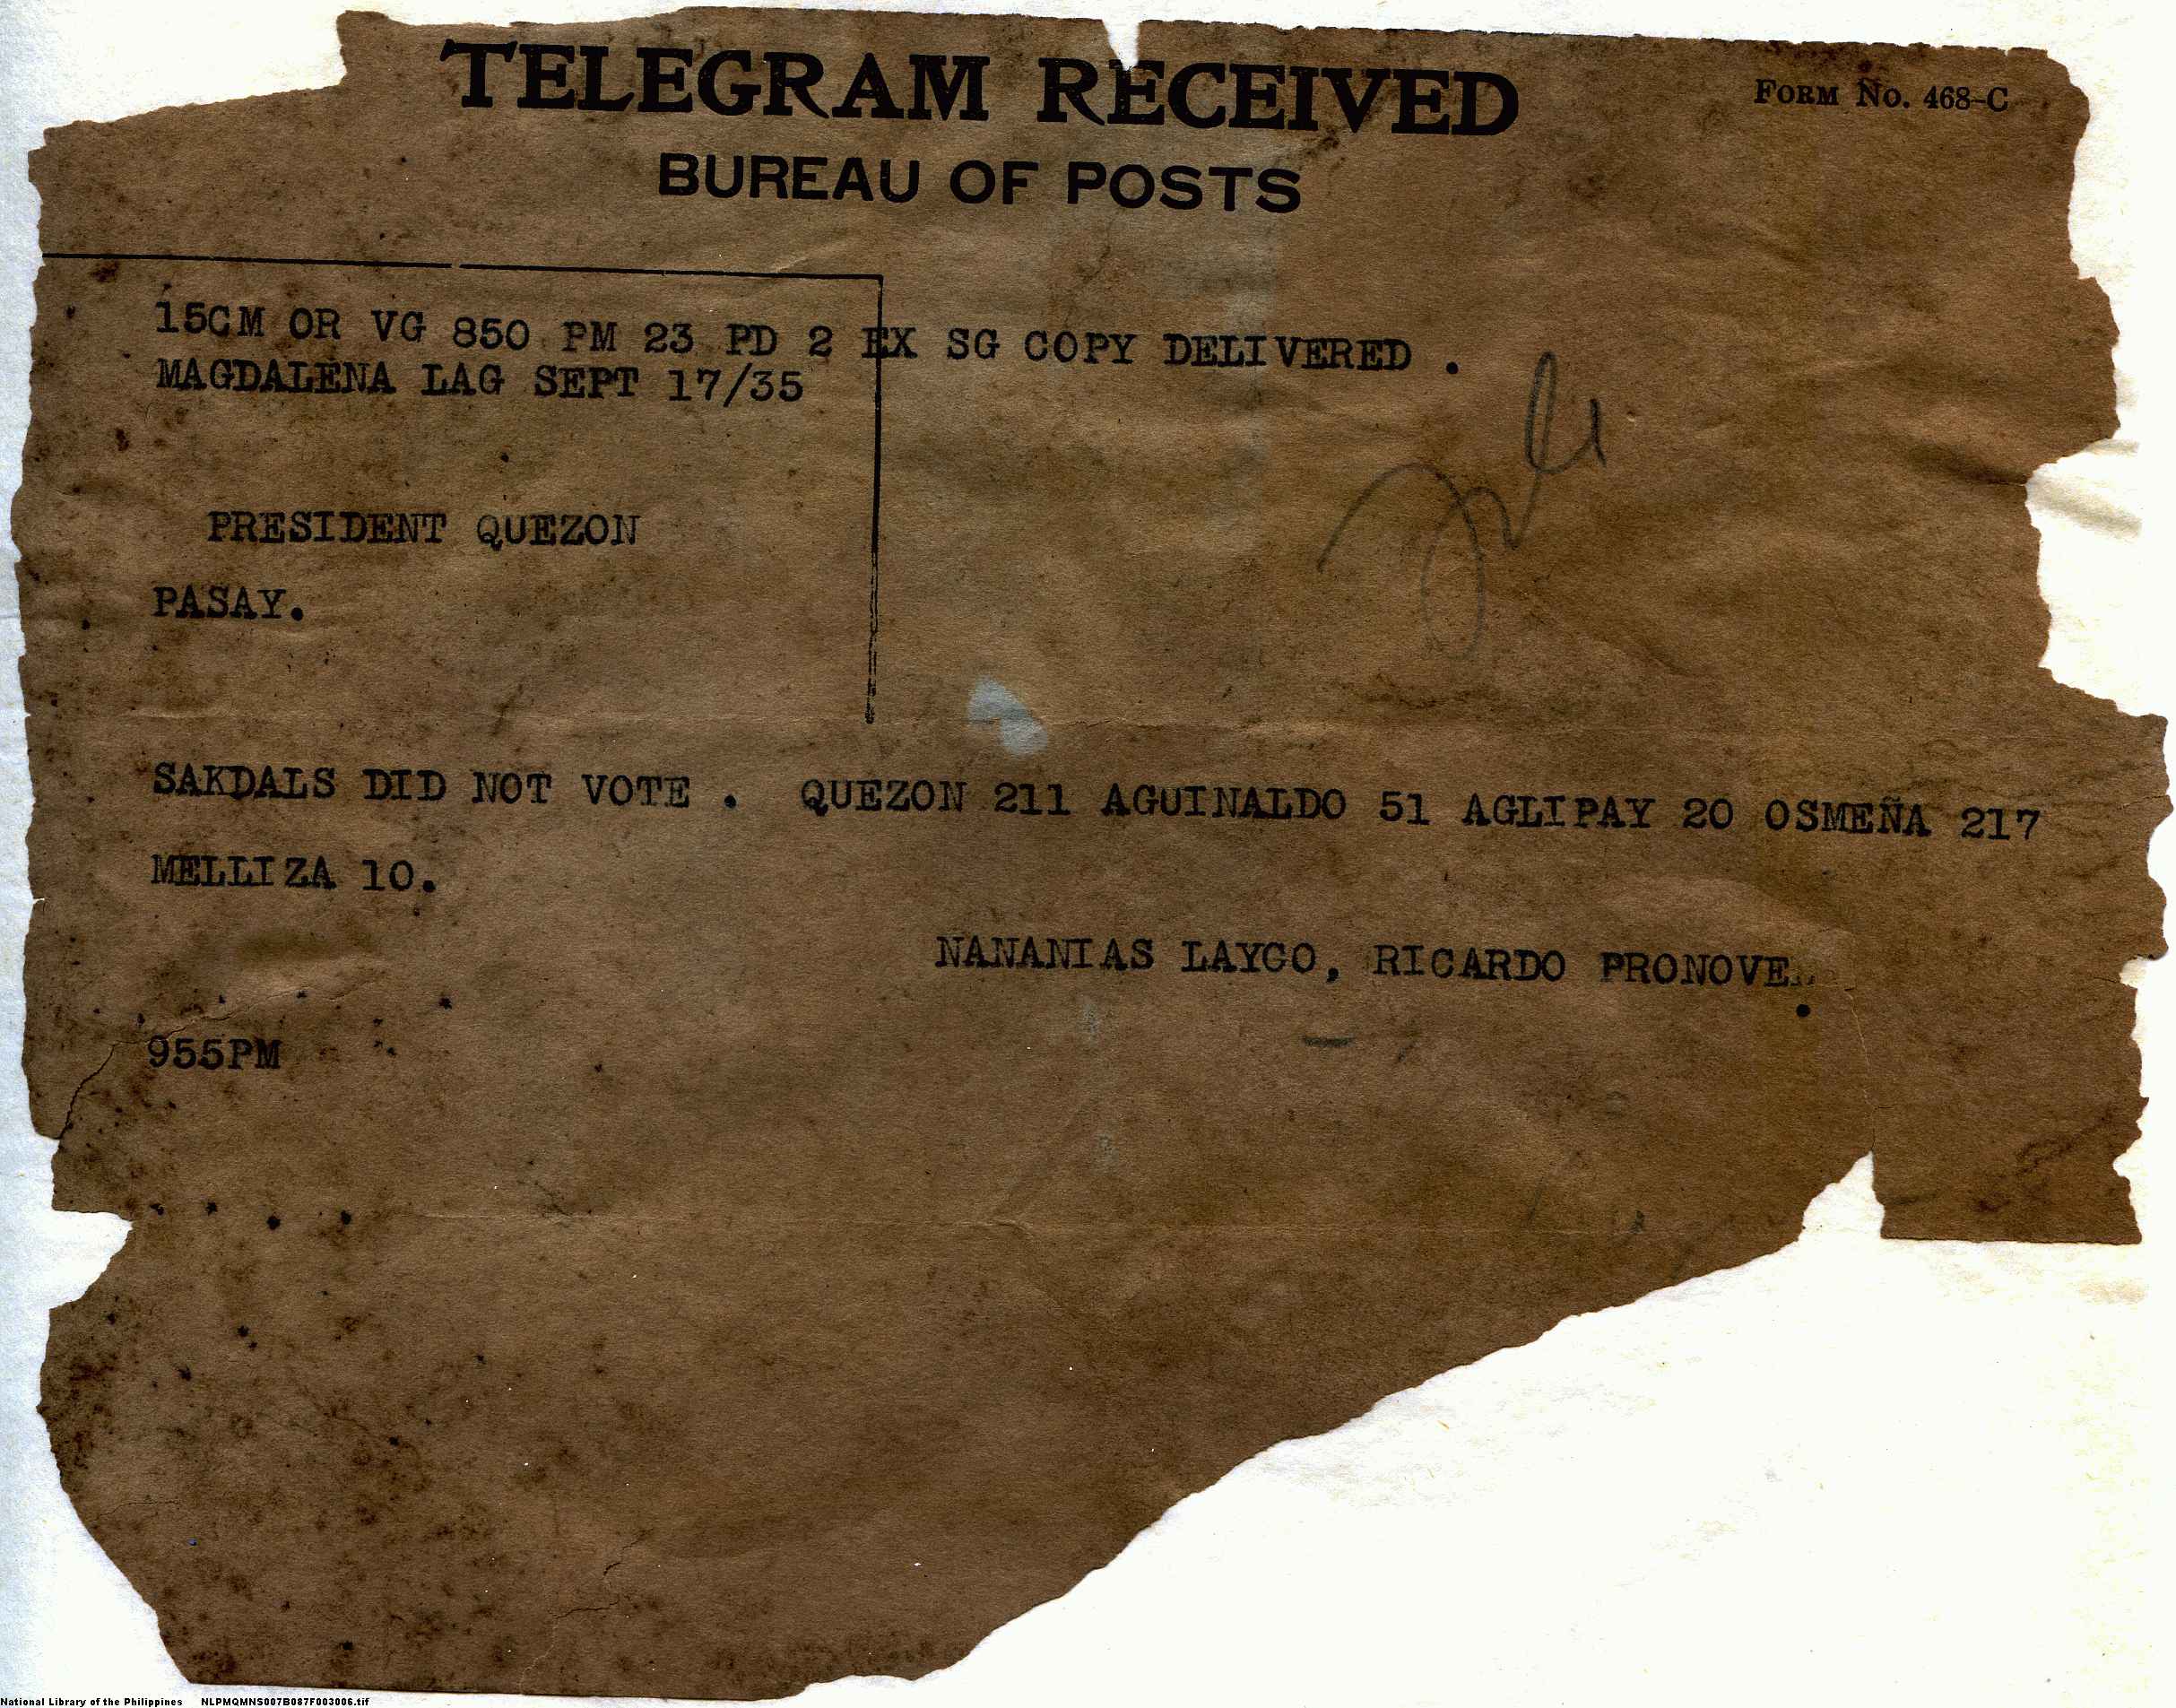 TELEGRAM RECEIVED
FORM NO. 468-C
BUREAU OF POSTS
15CM OR VG 850 PM 23 PD 2 EX SG COPY DELIVERED .
MAGDALENA LAG SEPT 17/35
PRESIDENT QUEZON
PASAY.
SAKDALS DID NOT VOTE . QUEZON 211 AGUINALDO 51 AGLIPAY 20 OSMEÑA 217
MELLIZA 10.
NANANIAS LAYCO, RICARDO PRONOVE.
955PM
National Library of the Philippines NLPMQMNS007B087F003006.tif